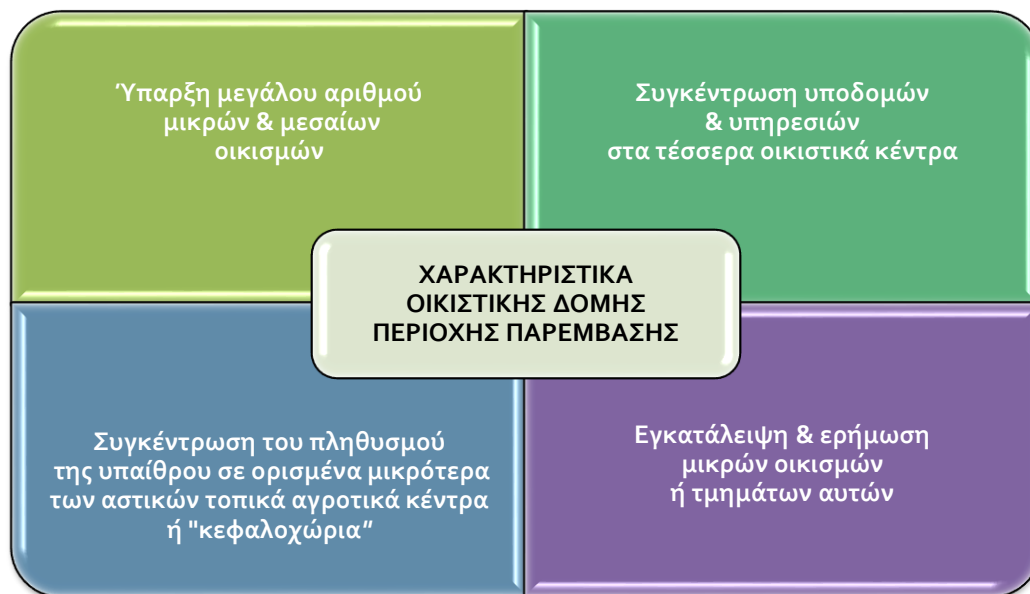 Ύπαρξη μεγάλου αριθμού
μικρών & μεσαίων
οικισμών
Συγκέντρωση υποδομών
& υπηρεσιών
στα τέσσερα οικιστικά κέντρα
ΧΑΡΑΚΤΗΡΙΣΤΙΚΑ
ΟΙΚΙΣΤΙΚΗΣ ΔΟΜΗΣ
ΠΕΡΙΟΧΗΣ ΠΑΡΕΜΒΑΣΗΣ
Συγκέντρωση του πληθυσμού
της υπαίθρου σε ορισμένα μικρότερα
των αστικών τοπικά αγροτικά κέντρα
ή "κεφαλοχώρια”
Εγκατάλειψη & ερήμωση
μικρών οικισμών
ή τμημάτων αυτών